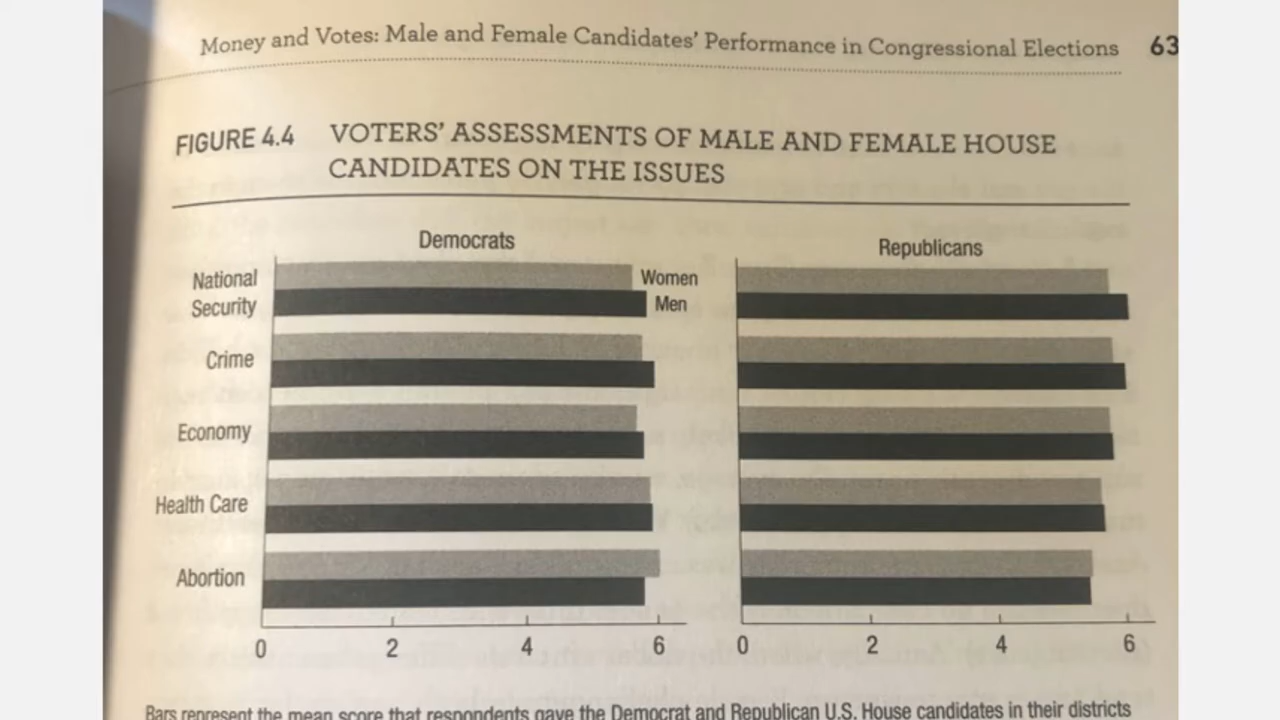 Money and Votes: Male and Female Candidates' Performance in Congressional Elections 63
FIGURE 4.4 VOTERS' ASSESSMENTS OF MALE AND FEMALE HOUSE
CANDIDATES ON THE ISSUES
Democrats
Republicans
National
Security
Women
Men
Crime
Economy
Health Care
Abortion
0 2 4 6
0 2 4 6
Bars represent the mean score that respondents gave the Democrat and Republican U.S. House candidates in their districts